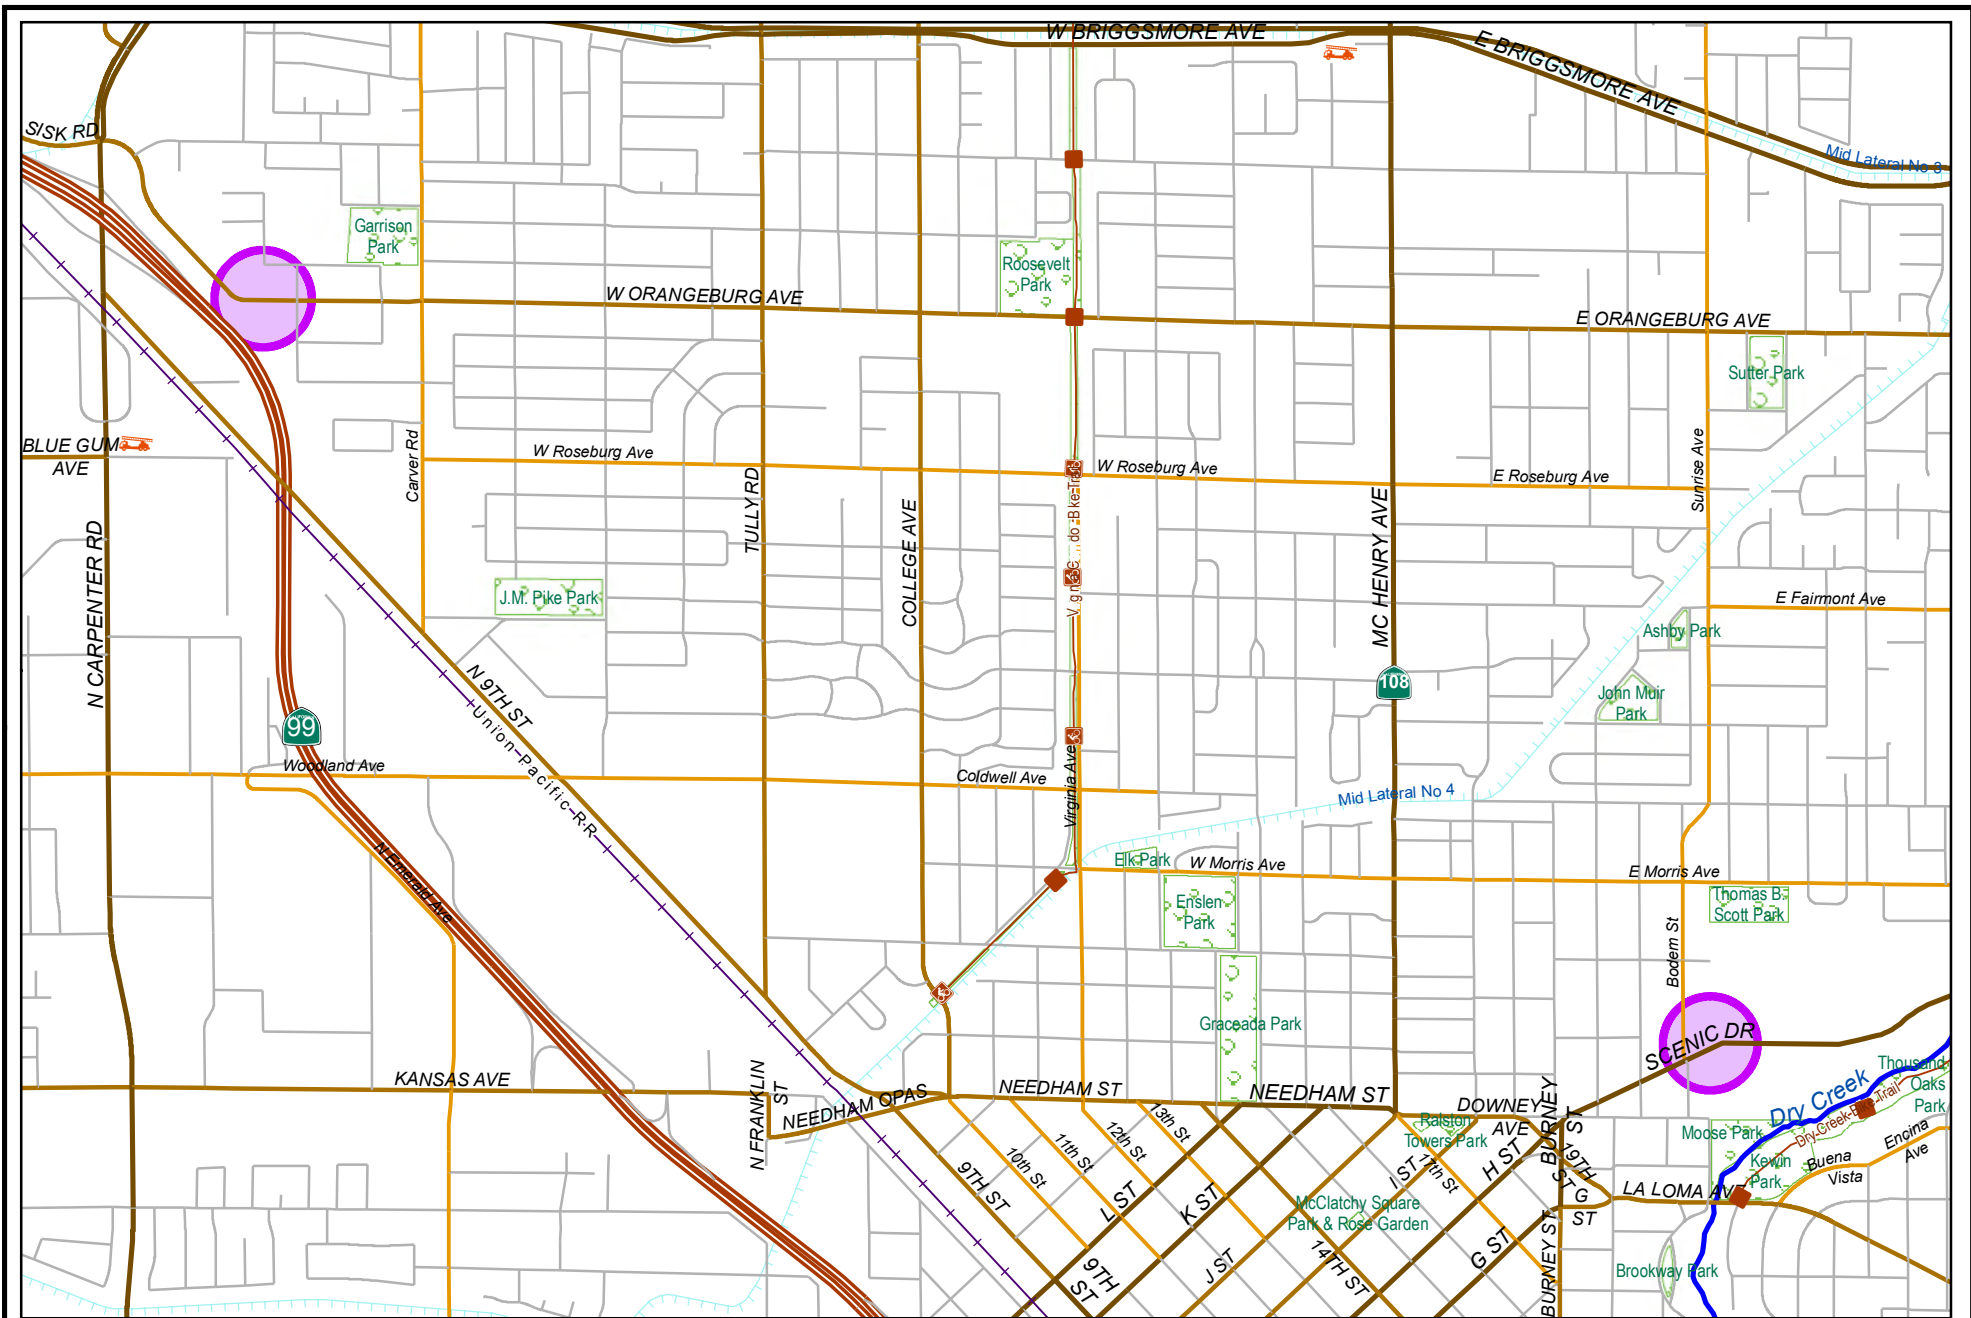 W BRIGGSMORE AVE
E BRIGGSMORE AVE
SISK RD
Mid Lateral No 3
Garrison
Park
Roosevelt
Park
W ORANGEBURG AVE
E ORANGEBURG AVE
Sutter Park
BLUE GUM
AVE
Carver Rd
W Roseburg Ave
W Roseburg Ave
E Roseburg Ave
Sunrise Ave
TULLY RD
COLLEGE AVE
MC HENRY AVE
N CARPENTER RD
J.M. Pike Park
E Fairmont Ave
Ashby Park
John Muir
Park
108
99
N 9TH ST
Union Pacific R.R
Woodland Ave
Coldwell Ave
Virginia Ave
Mid Lateral No 4
N Emerald Ave
Elk Park
W Morris Ave
E Morris Ave
Enslen
Park
Thomas B.
Scott Park
Bodem St
Graceada Park
SCENIC DR
KANSAS AVE
N FRANKLIN
ST
NEEDHAM OPAS
NEEDHAM ST
NEEDHAM ST
DOWNEY
AVE
BURNEY
ST
Ralston
Towers Park
Thousand
Oaks
Park
Dry Creek
Dry-Creek-Bike-Trail
Moose Park
Kewin
Park
Buena
Vista
Encina
Ave
9TH ST
10th St
11th St
12th St
13th St
L ST
K ST
J ST
I ST
17th St
H ST
19TH
ST
G
ST
G ST
LA LOMA AVE
McClatchy Square
Park & Rose Garden
14TH ST
9TH
ST
BURNEY ST
Brookway Park